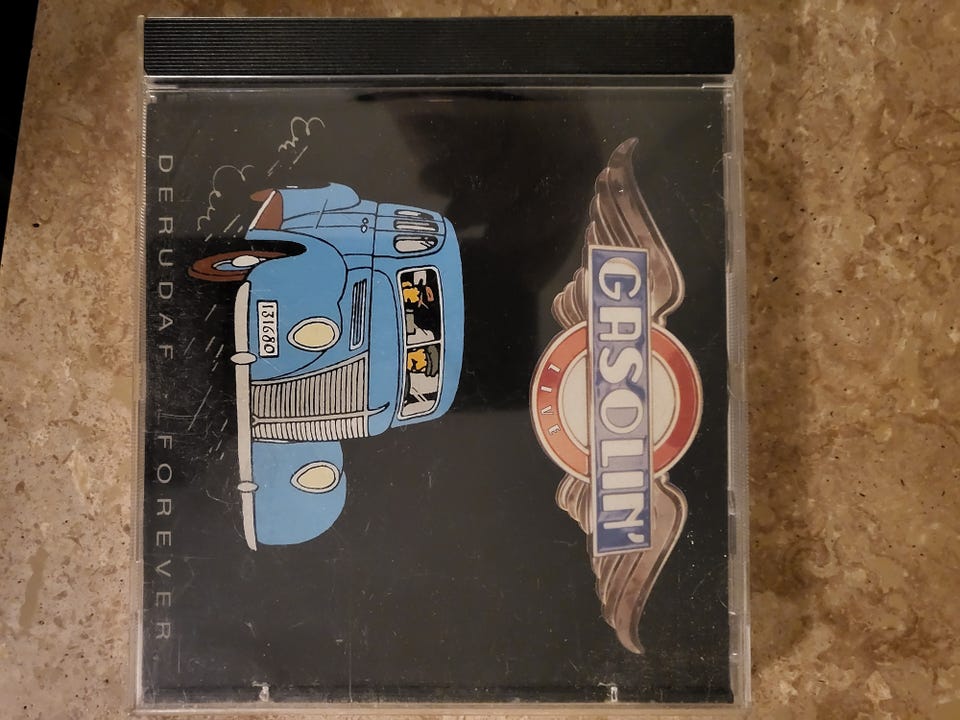 GASOLIN'
LIVE
131680
DERUDAF FOREVER